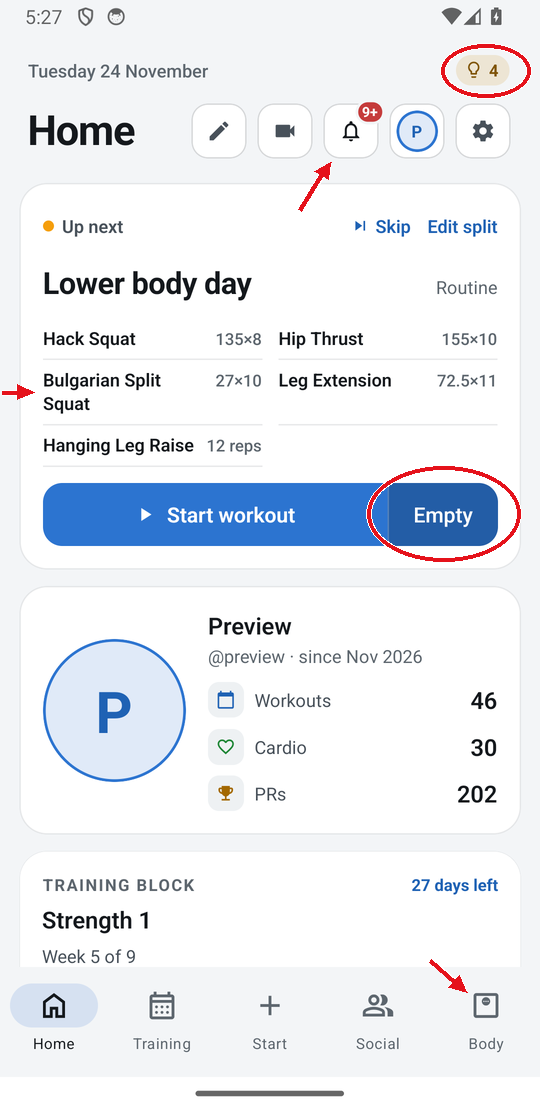 5:27
Tuesday 24 November
4
Home
9+
P
Up next
Skip
Edit split
Lower body day
Routine
Hack Squat 135×8
Hip Thrust 155×10
Bulgarian Split Squat 27×10
Leg Extension 72.5×11
Hanging Leg Raise 12 reps
Start workout
Empty
P
Preview
@preview · since Nov 2026
Workouts 46
Cardio 30
PRs 202
TRAINING BLOCK
27 days left
Strength 1
Week 5 of 9
Home
Training
Start
Social
Body